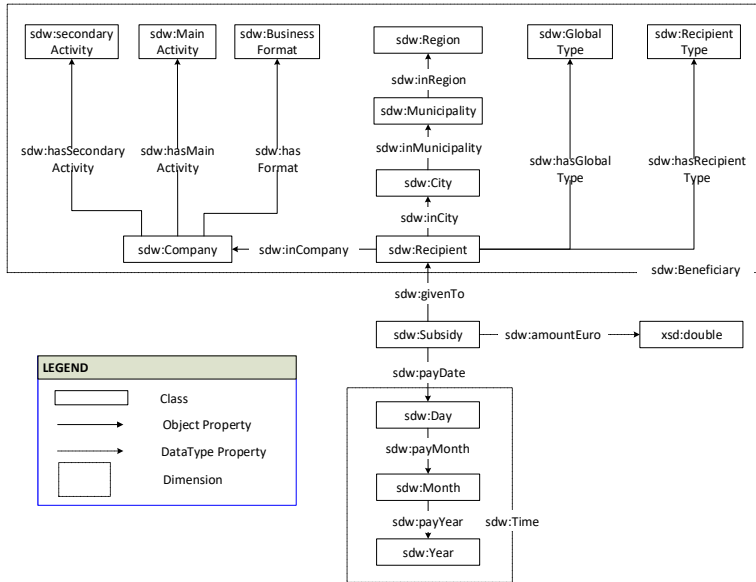 sdw:secondary
Activity
sdw:Main
Activity
sdw:Business
Format
sdw:Region
sdw:Global
Type
sdw:Recipient
Type
sdw:inRegion
sdw:Municipality
sdw:hasSecondary
Activity
sdw:hasMain
Activity
sdw:has
Format
sdw:inMunicipality
sdw:hasGlobal
Type
sdw:hasRecipient
Type
sdw:City
sdw:inCity
sdw:Company
sdw:inCompany
sdw:Recipient
sdw:Beneficiary
sdw:givenTo
sdw:Subsidy
sdw:amountEuro
xsd:double
sdw:payDate
LEGEND
Class
Object Property
DataType Property
Dimension
sdw:Day
sdw:payMonth
sdw:Month
sdw:payYear
sdw:Time
sdw:Year